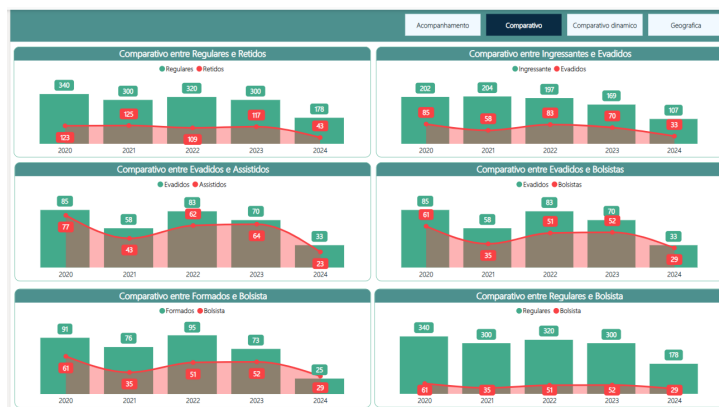 Acompanhamento Comparativo Comparativo dinamico Geografica
Comparativo entre Regulares e Retidos
Regulares Retidos
340 300 320 300 178
123 125 109 117 43
2020 2021 2022 2023 2024
Comparativo entre Ingressantes e Evadidos
Ingressante Evadidos
202 204 197 169 107
85 58 83 70 33
2020 2021 2022 2023 2024
Comparativo entre Evadidos e Assistidos
Evadidos Assistidos
85 58 83 70 33
77 43 62 64 23
2020 2021 2022 2023 2024
Comparativo entre Evadidos e Bolsistas
Evadidos Bolsistas
85 58 83 70 33
61 35 51 52 29
2020 2021 2022 2023 2024
Comparativo entre Formados e Bolsista
Formados Bolsista
91 76 95 73 25
61 35 51 52 29
2020 2021 2022 2023 2024
Comparativo entre Regulares e Bolsista
Regulares Bolsista
340 300 320 300 178
61 35 51 52 29
2020 2021 2022 2023 2024